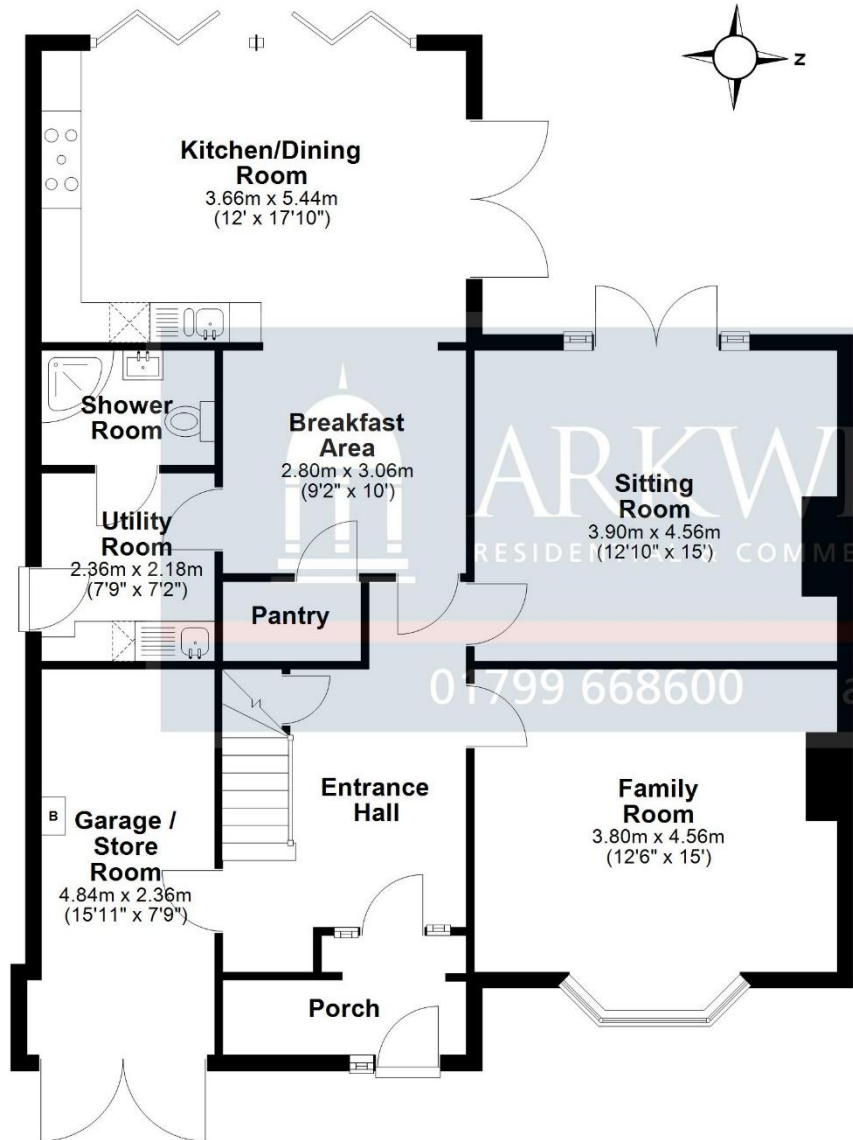 N
Kitchen/Dining
Room
3.66m x 5.44m
(12' x 17'10")
Shower
Room
Breakfast
Area
2.80m x 3.06m
(9'2" x 10')
ARKW
RESIDENTIAL & COMME
Sitting
Room
3.90m x 4.56m
(12'10" x 15')
Utility
Room
2.36m x 2.18m
(7'9" x 7'2")
Pantry
01799 668600
Entrance
Hall
Family
Room
3.80m x 4.56m
(12'6" x 15')
B
Garage /
Store
Room
4.84m x 2.36m
(15'11" x 7'9")
Porch